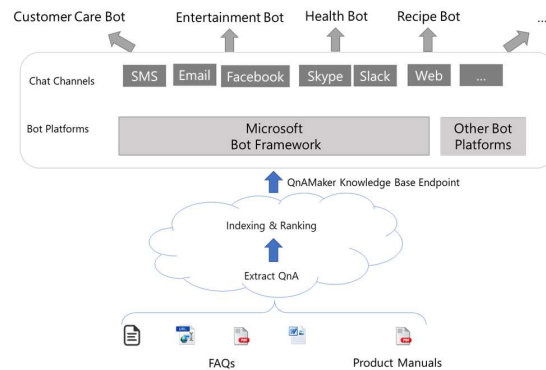 Customer Care Bot
Entertainment Bot
Health Bot
Recipe Bot
...
Chat Channels
SMS
Email
Facebook
Skype
Slack
Web
...
Bot Platforms
Microsoft
Bot Framework
Other Bot
Platforms
QnAMaker Knowledge Base Endpoint
Indexing & Ranking
Extract QnA
FAQs
Product Manuals